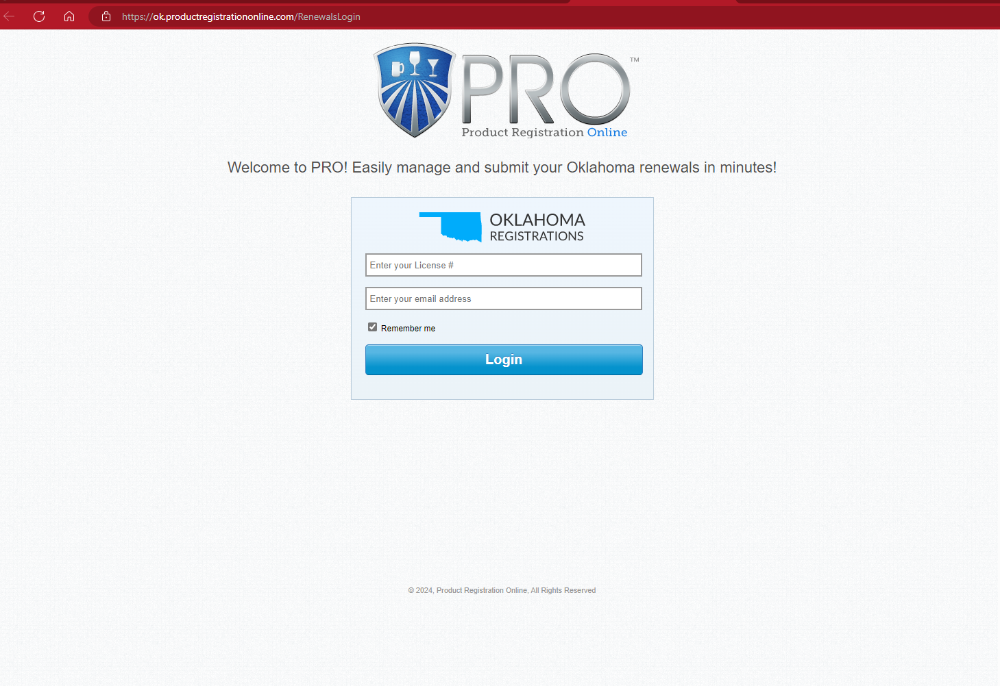 https://ok.productregistrationonline.com/RenewalsLogin
PRO™
Product Registration Online
Welcome to PRO! Easily manage and submit your Oklahoma renewals in minutes!
OKLAHOMA
REGISTRATIONS
Enter your License #
Enter your email address
Remember me
Login
© 2024, Product Registration Online, All Rights Reserved